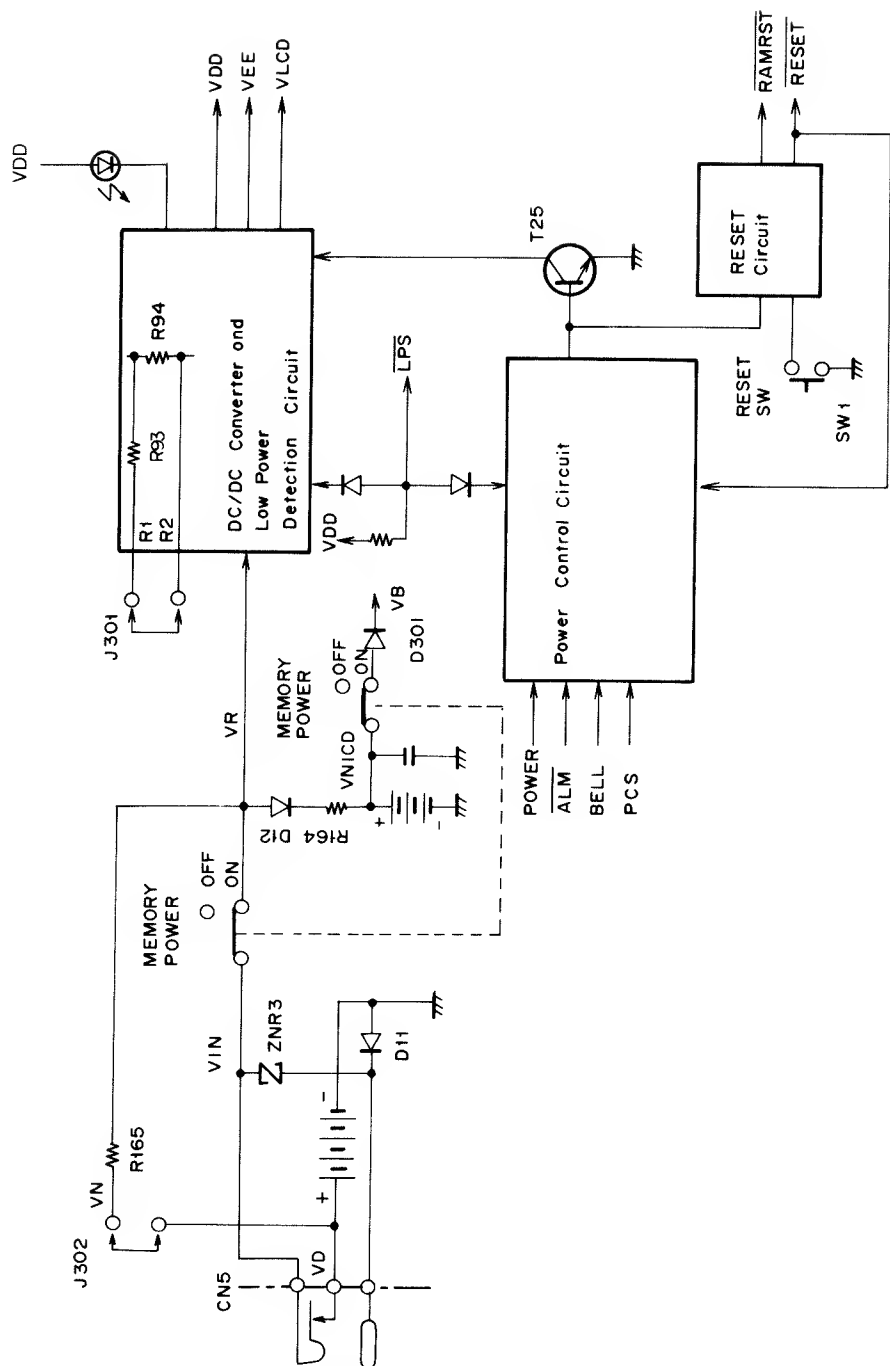 J302
VN
R165
CN5
VD
+
-
VIN
ZNR3
D11
MEMORY
POWER
OFF
ON
VR
D12
R164
VNICD
+
-
MEMORY
POWER
OFF
ON
VB
D301
J301
R1
R2
R93
R94
DC/DC Converter and
Low Power
Detection Circuit
VDD
VDD
VEE
VLCD
VDD
LPS
T25
POWER
ALM
BELL
PCS
Power Control Circuit
RESET
SW
SW1
RESET
Circuit
RAMRST
RESET